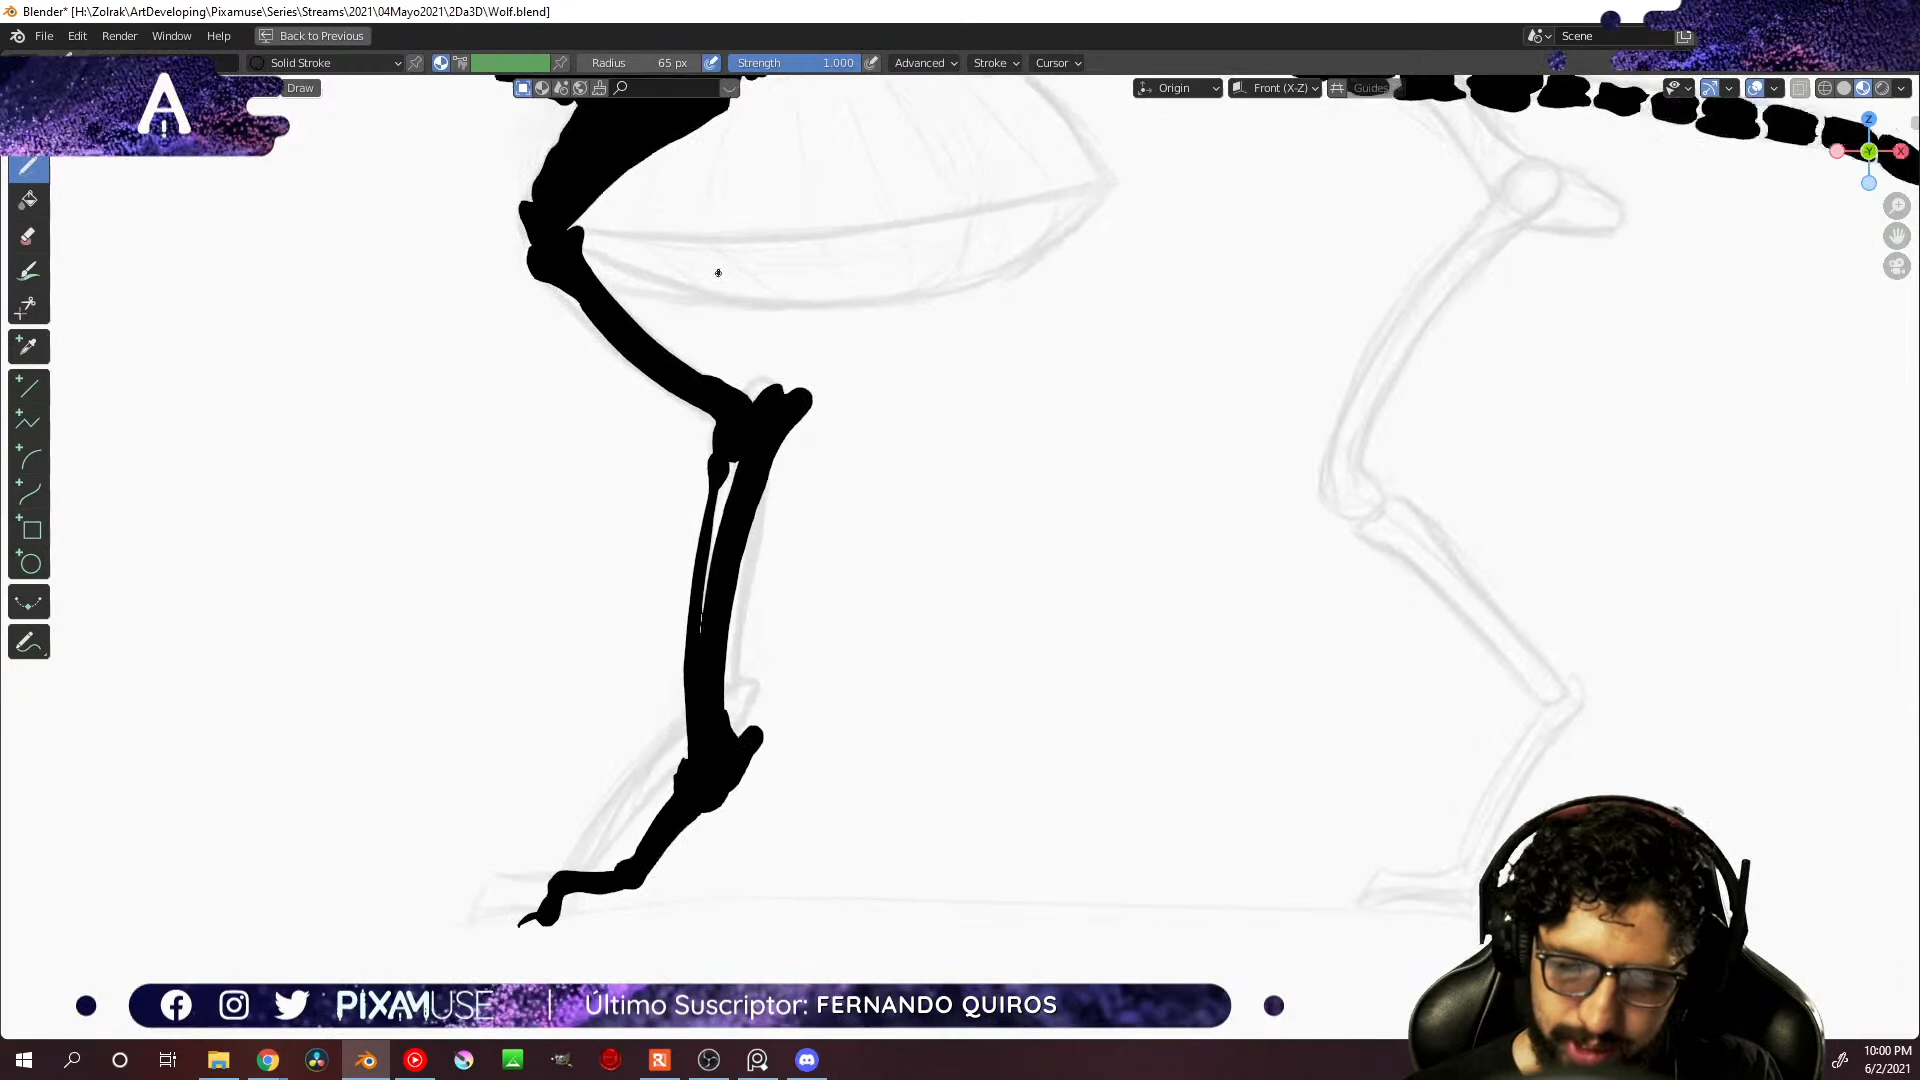 Blender* [H:\Zolrak\ArtDeveloping\Pixamuse\Series\Streams\2021\04Mayo2021\2Da3D\Wolf.blend]
File Edit Render Window Help Back to Previous Scene
Solid Stroke Radius 65 px Strength 1.000 Advanced Stroke Cursor
Draw Origin Front (X-Z) Guides
A
Z
Y
X
PIXAMUSE | Último Suscriptor: FERNANDO QUIROS
10:00 PM
6/2/2021